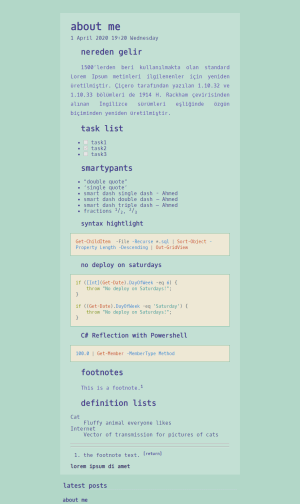 about me
1 April 2020 19:20 Wednesday
nereden gelir
1500'lerden beri kullanılmakta olan standard
Lorem Ipsum metinleri ilgilenenler için yeniden
üretilmiştir. Çiçero tarafından yazılan 1.10.32 ve
1.10.33 bölümleri de 1914 H. Rackham çevirisinden
alınan İngilizce sürümleri eşliğinde özgün
biçiminden yeniden üretilmiştir.
task list
task1
task2
task3
smartypants
"double quote"
'single quote'
smart dash single dash - Ahmed
smart dash double dash – Ahmed
smart dash triple dash — Ahmed
fractions 1/2, 3/5
syntax hightlight
Get-ChildItem -File -Recurse *.sql | Sort-Object -
Property Length -Descending | Out-GridView
no deploy on saturdays
if ([Int](Get-Date).DayOfWeek -eq 6) {
throw "No deploy on Saturdays!";
}
if ((Get-Date).DayOfWeek -eq 'Saturday') {
throw "No deploy on Saturdays!";
}
C# Reflection with Powershell
500.0 | Get-Member -MemberType Method
footnotes
This is a footnote.1
definition lists
Cat
Fluffy animal everyone likes
Internet
Vector of transmission for pictures of cats
1. the footnote text. [return]
lorem ipsum di amet
latest posts
about me